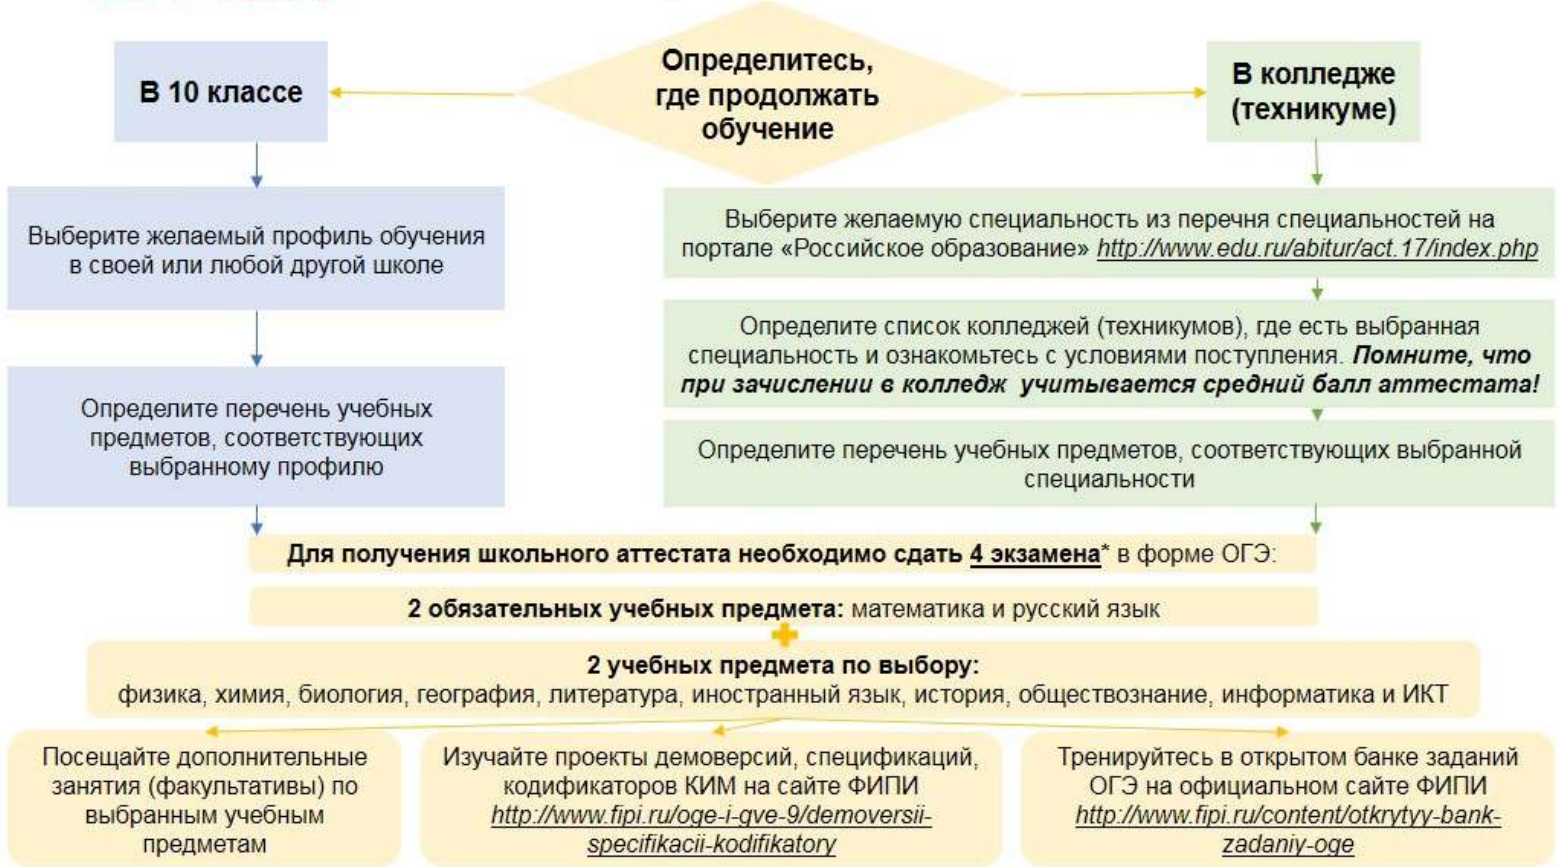 Определитесь,
где продолжать
обучение
В 10 классе
В колледже
(техникуме)
Выберите желаемый профиль обучения
в своей или любой другой школе
Определите перечень учебных
предметов, соответствующих
выбранному профилю
Выберите желаемую специальность из перечня специальностей на
портале «Российское образование» http://www.edu.ru/abitur/act.17/index.php
Определите список колледжей (техникумов), где есть выбранная
специальность и ознакомьтесь с условиями поступления. Помните, что
при зачислении в колледж учитывается средний балл аттестата!
Определите перечень учебных предметов, соответствующих выбранной
специальности
Для получения школьного аттестата необходимо сдать 4 экзамена* в форме ОГЭ:
2 обязательных учебных предмета: математика и русский язык
2 учебных предмета по выбору:
физика, химия, биология, география, литература, иностранный язык, история, обществознание, информатика и ИКТ
Посещайте дополнительные
занятия (факультативы) по
выбранным учебным
предметам
Изучайте проекты демоверсий, спецификаций,
кодификаторов КИМ на сайте ФИПИ
http://www.fipi.ru/oge-i-gve-9/demoversii-
specifikacii-kodifikatory
Тренируйтесь в открытом банке заданий
ОГЭ на официальном сайте ФИПИ
http://www.fipi.ru/content/otkrytyy-bank-
zadaniy-oge